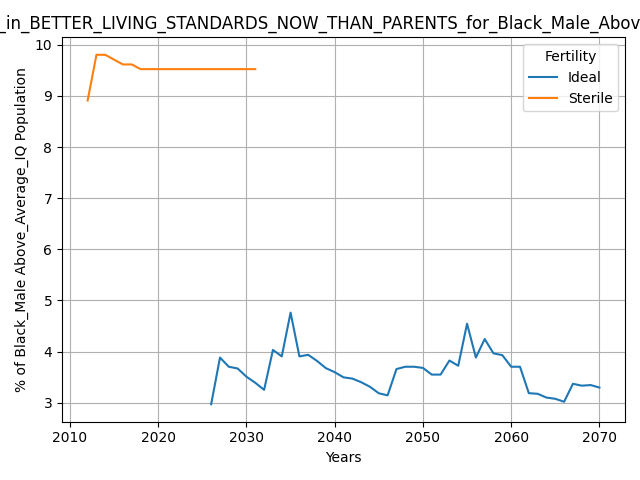 _in_BETTER_LIVING_STANDARDS_NOW_THAN_PARENTS_for_Black_Male_Abov
10
9
8
7
6
5
4
3
% of Black_Male Above_Average_IQ Population
Fertility
Ideal
Sterile
2010 2020 2030 2040 2050 2060 2070
Years